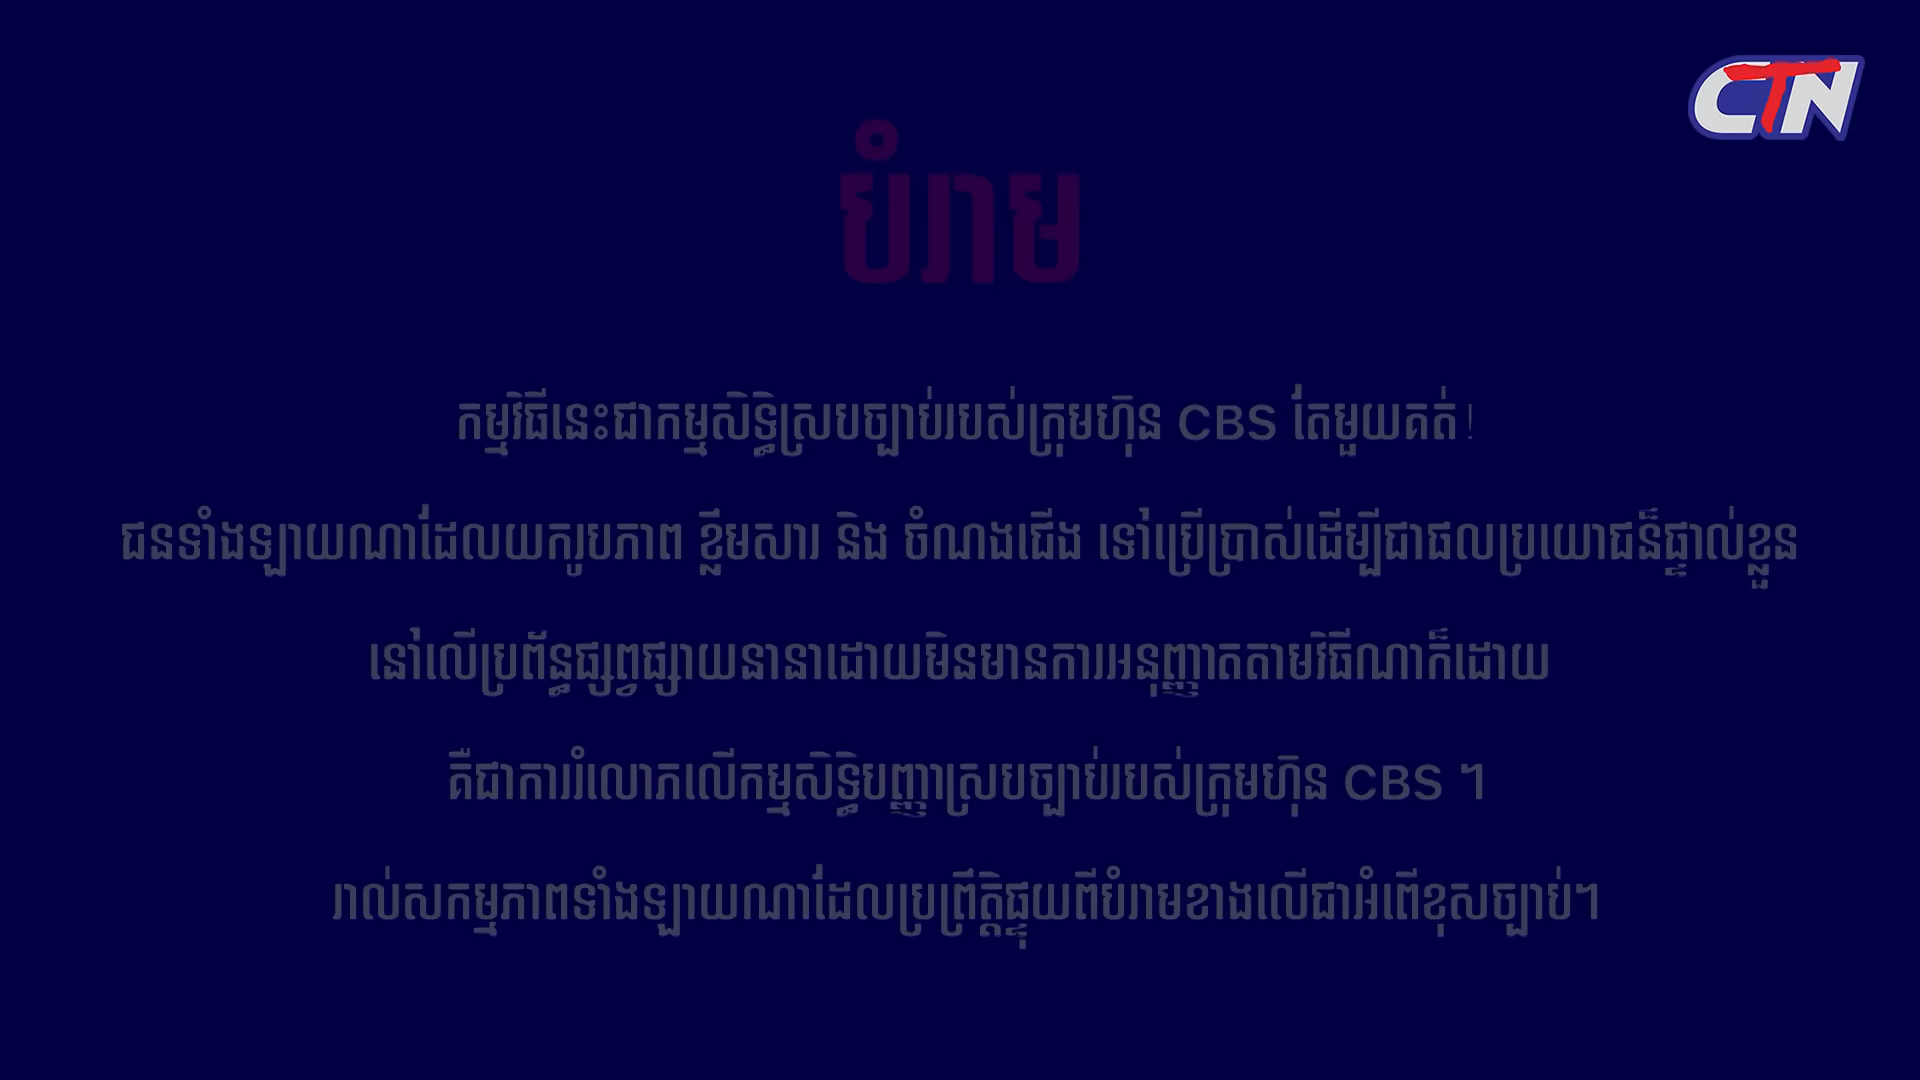 CTN
បំរាម
កម្មវិធីនេះជាកម្មសិទ្ធិស្របច្បាប់របស់ក្រុមហ៊ុន CBS តែមួយគត់!
ជនទាំងឡាយណាដែលយករូបភាព ខ្លឹមសារ និង ចំណងជើង ទៅប្រើប្រាស់ដើម្បីជាផលប្រយោជន៏ផ្ទាល់ខ្លួន
នៅលើប្រព័ន្ធផ្សព្វផ្សាយនានាដោយមិនមានការអនុញ្ញាតតាមវិធីណាក៏ដោយ
គឺជាការរំលោភលើកម្មសិទ្ធិបញ្ញាស្របច្បាប់របស់ក្រុមហ៊ុន CBS ។
រាល់សកម្មភាពទាំងឡាយណាដែលប្រព្រឹត្តិផ្ទុយពីបំរាមខាងលើជាអំពើខុសច្បាប់។